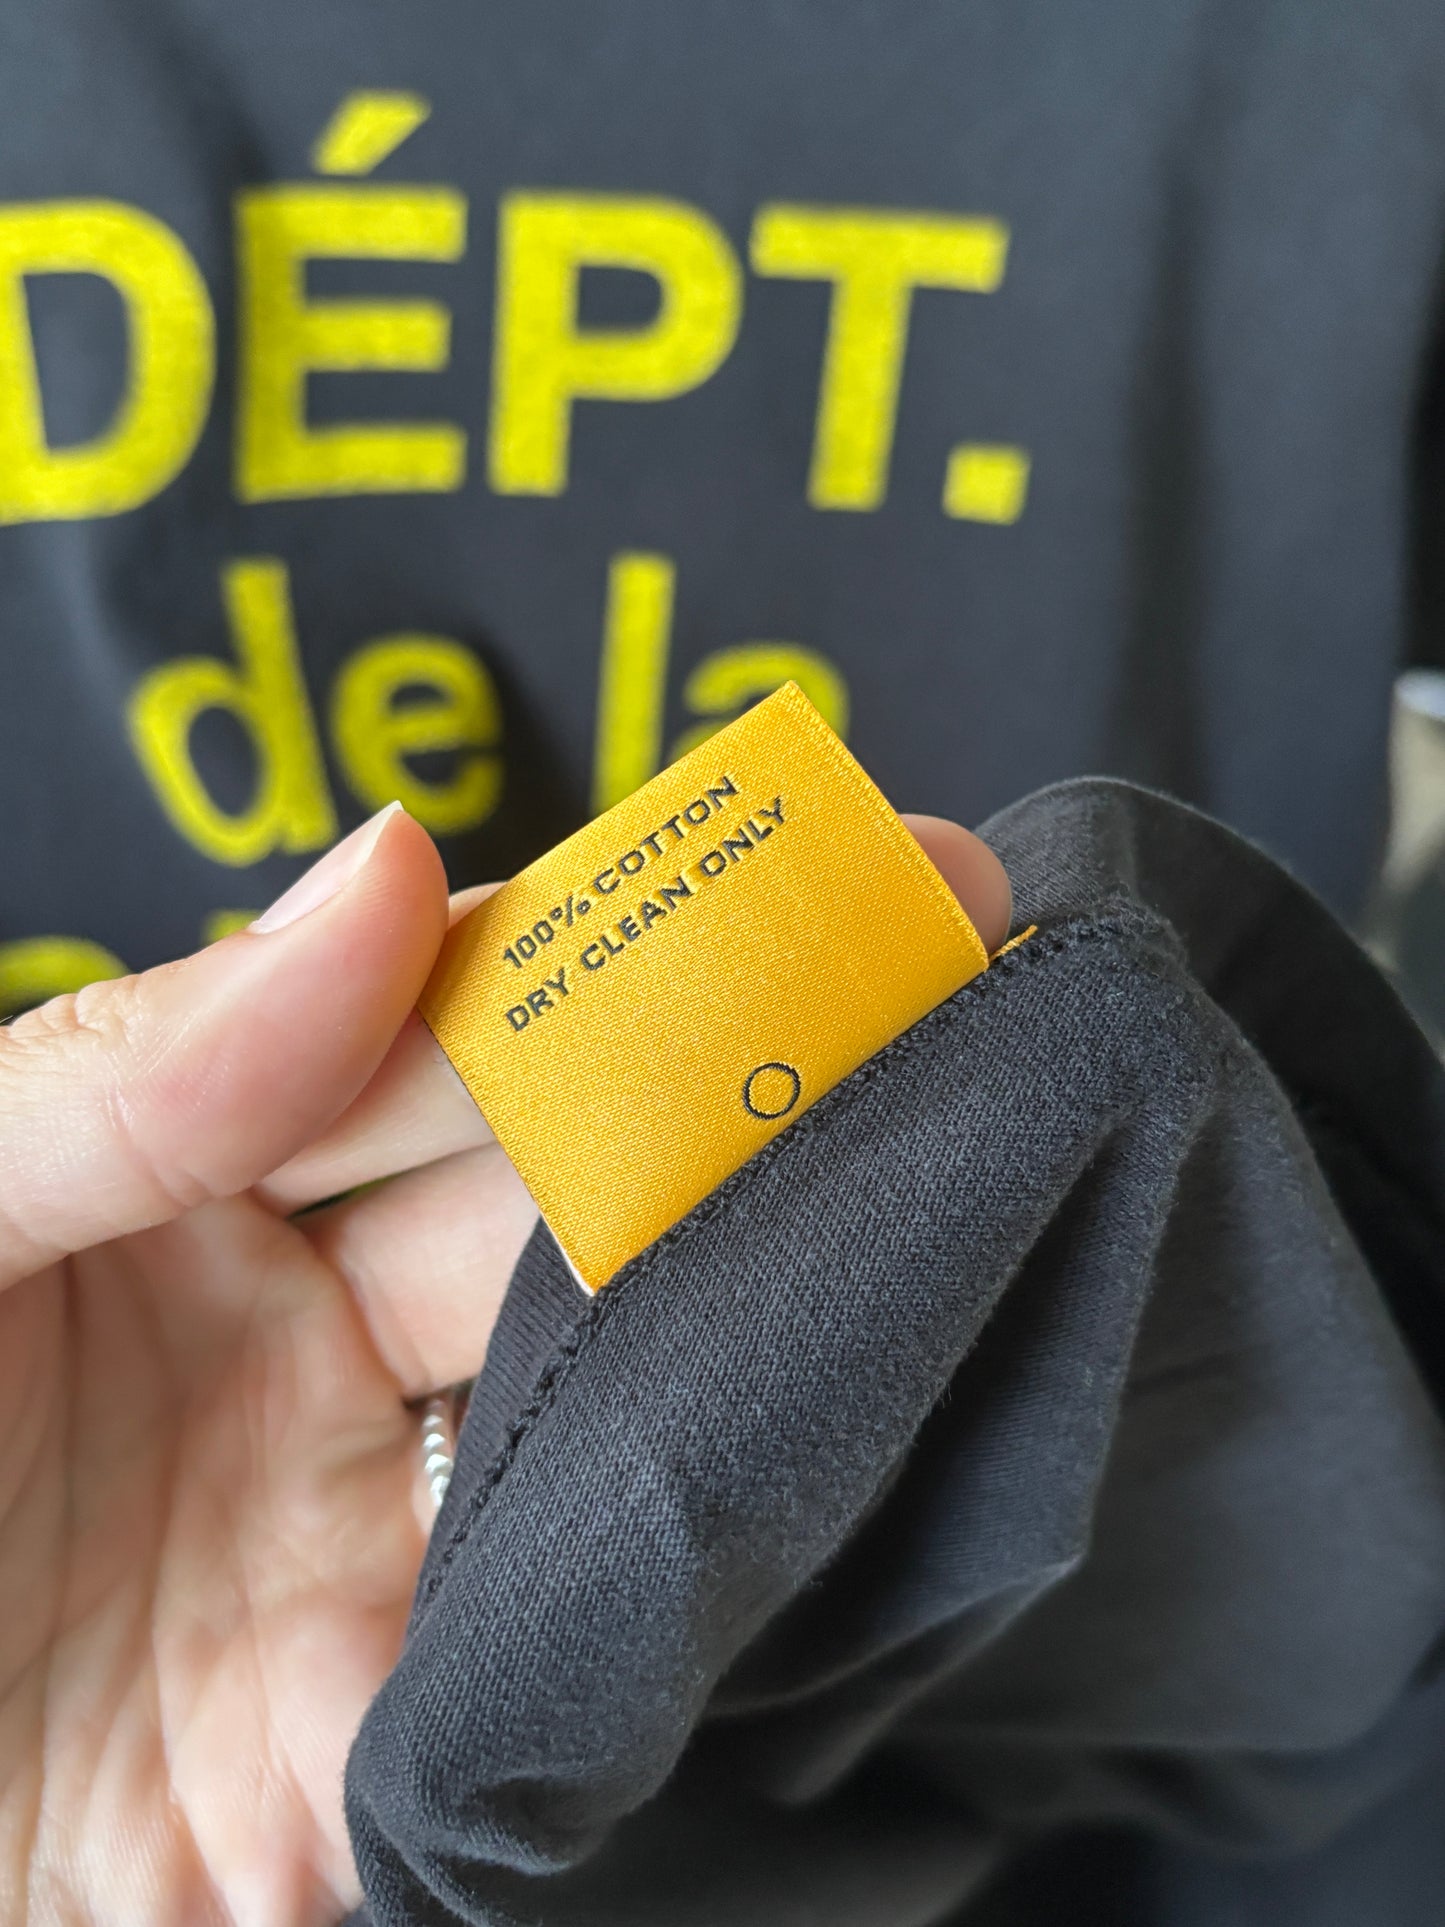 DÉPT.
de la
100% COTTON
DRY CLEAN ONLY